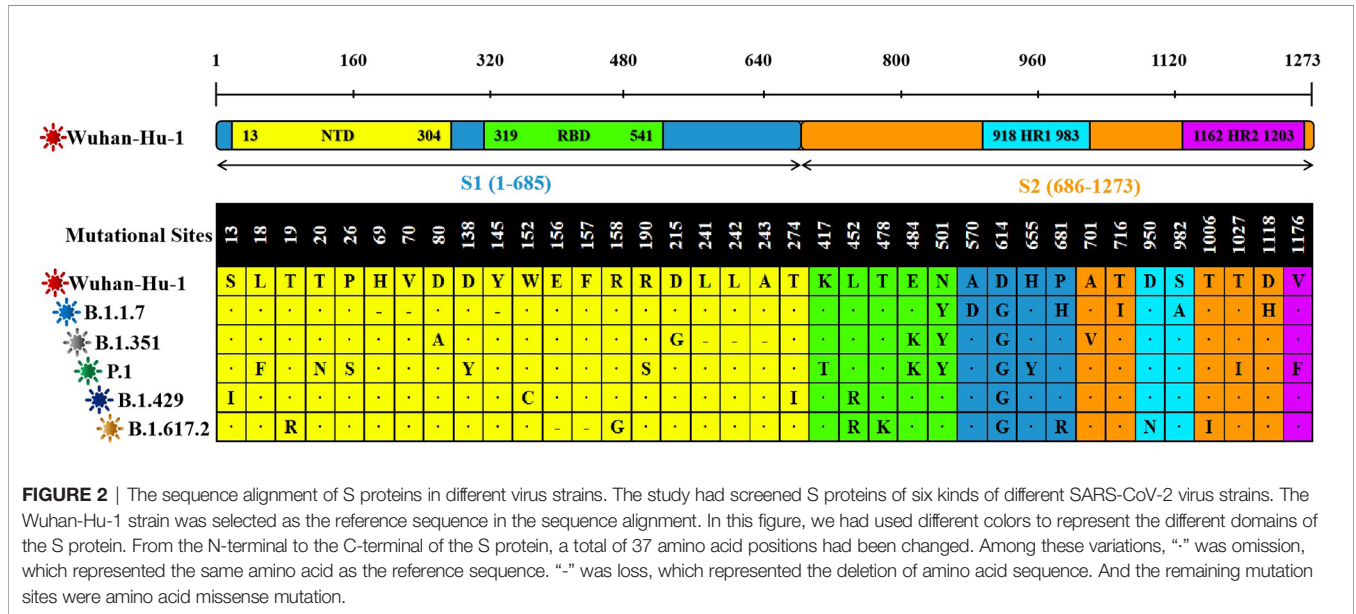 1 160 320 480 640 800 960 1120 1273
Wuhan-Hu-1 13 NTD 304 319 RBD 541 918 HR1 983 1162 HR2 1203
S1 (1-685) S2 (686-1273)
Mutational Sites 13 18 19 20 26 69 70 80 138 145 152 156 157 158 190 215 241 242 243 274 417 452 478 484 501 570 614 655 681 701 716 950 982 1006 1027 1118 1176
Wuhan-Hu-1 S L T T P H V D D Y W E F R R D L L A T K L T E N A D H P A T D S T T D V
B.1.1.7 · · · · · - - · · - · · · · · · · · · · · · · · Y D G · H · I · A · · H ·
B.1.351 · · · · · · · A · · · · · · · G - - - · · · · K Y · G · · V · · · · · · ·
P.1 · F · N S · · · Y · · · · · S · · · · · T · · K Y · G Y · · · · · · I · F
B.1.429 I · · · · · · · · · C · · · · · · · · I · R · · · · G · · · · · · · · · ·
B.1.617.2 · · R · · · · · · · · - - G · · · · · · · R K · · · G · R · · N · I · · ·
FIGURE 2 | The sequence alignment of S proteins in different virus strains. The study had screened S proteins of six kinds of different SARS-CoV-2 virus strains. The
Wuhan-Hu-1 strain was selected as the reference sequence in the sequence alignment. In this figure, we had used different colors to represent the different domains of
the S protein. From the N-terminal to the C-terminal of the S protein, a total of 37 amino acid positions had been changed. Among these variations, “·” was omission,
which represented the same amino acid as the reference sequence. “-” was loss, which represented the deletion of amino acid sequence. And the remaining mutation
sites were amino acid missense mutation.